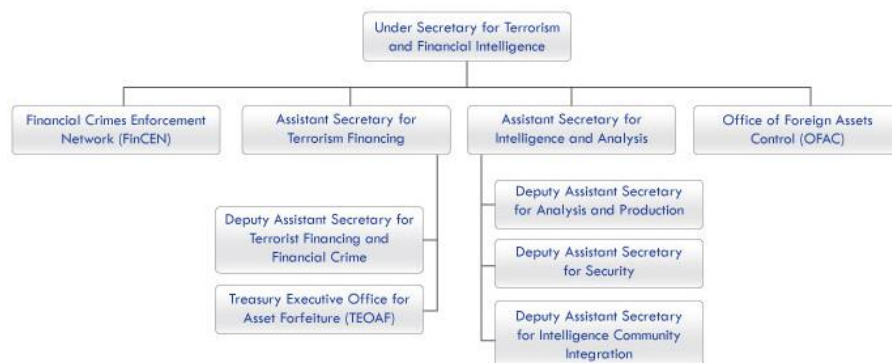 Under Secretary for Terrorism
and Financial Intelligence
Financial Crimes Enforcement
Network (FinCEN)
Assistant Secretary for
Terrorism Financing
Assistant Secretary for
Intelligence and Analysis
Office of Foreign Assets
Control (OFAC)
Deputy Assistant Secretary for
Terrorist Financing and
Financial Crime
Treasury Executive Office for
Asset Forfeiture (TEOAF)
Deputy Assistant Secretary
for Analysis and Production
Deputy Assistant Secretary
for Security
Deputy Assistant Secretary
for Intelligence Community
Integration